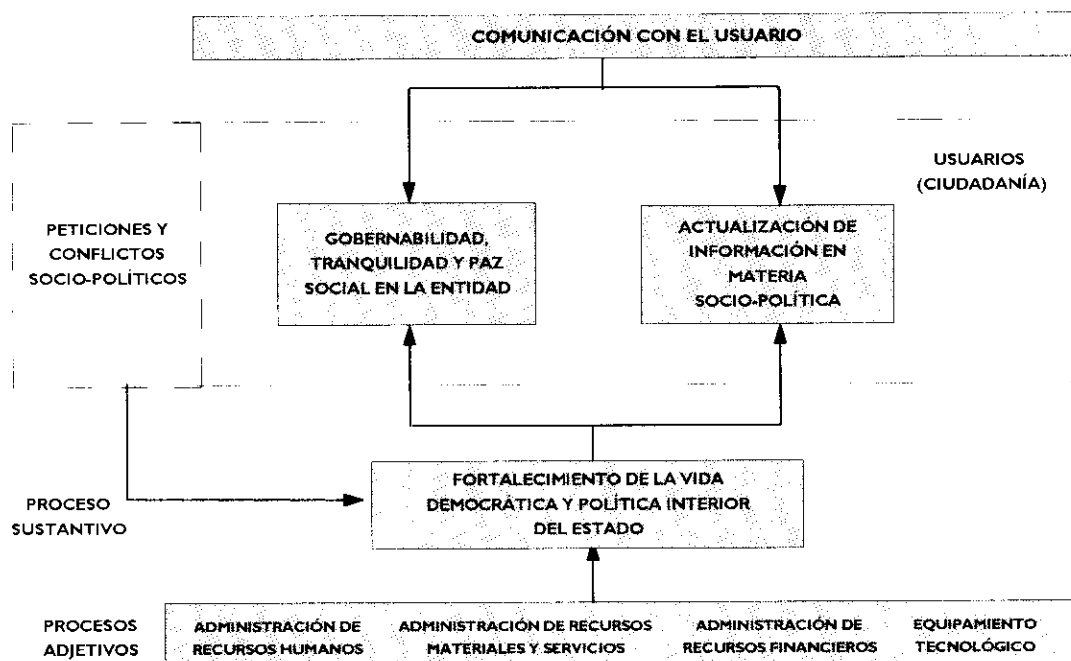 COMUNICACIÓN CON EL USUARIO
USUARIOS
(CIUDADANÍA)
PETICIONES Y
CONFLICTOS
SOCIO-POLÍTICOS
GOBERNABILIDAD,
TRANQUILIDAD Y PAZ
SOCIAL EN LA ENTIDAD
ACTUALIZACIÓN DE
INFORMACIÓN EN
MATERIA
SOCIO-POLÍTICA
PROCESO
SUSTANTIVO
FORTALECIMIENTO DE LA VIDA
DEMOCRÁTICA Y POLÍTICA INTERIOR
DEL ESTADO
PROCESOS
ADJETIVOS
ADMINISTRACIÓN DE
RECURSOS HUMANOS
ADMINISTRACIÓN DE RECURSOS
MATERIALES Y SERVICIOS
ADMINISTRACIÓN DE
RECURSOS FINANCIEROS
EQUIPAMIENTO
TECNOLÓGICO